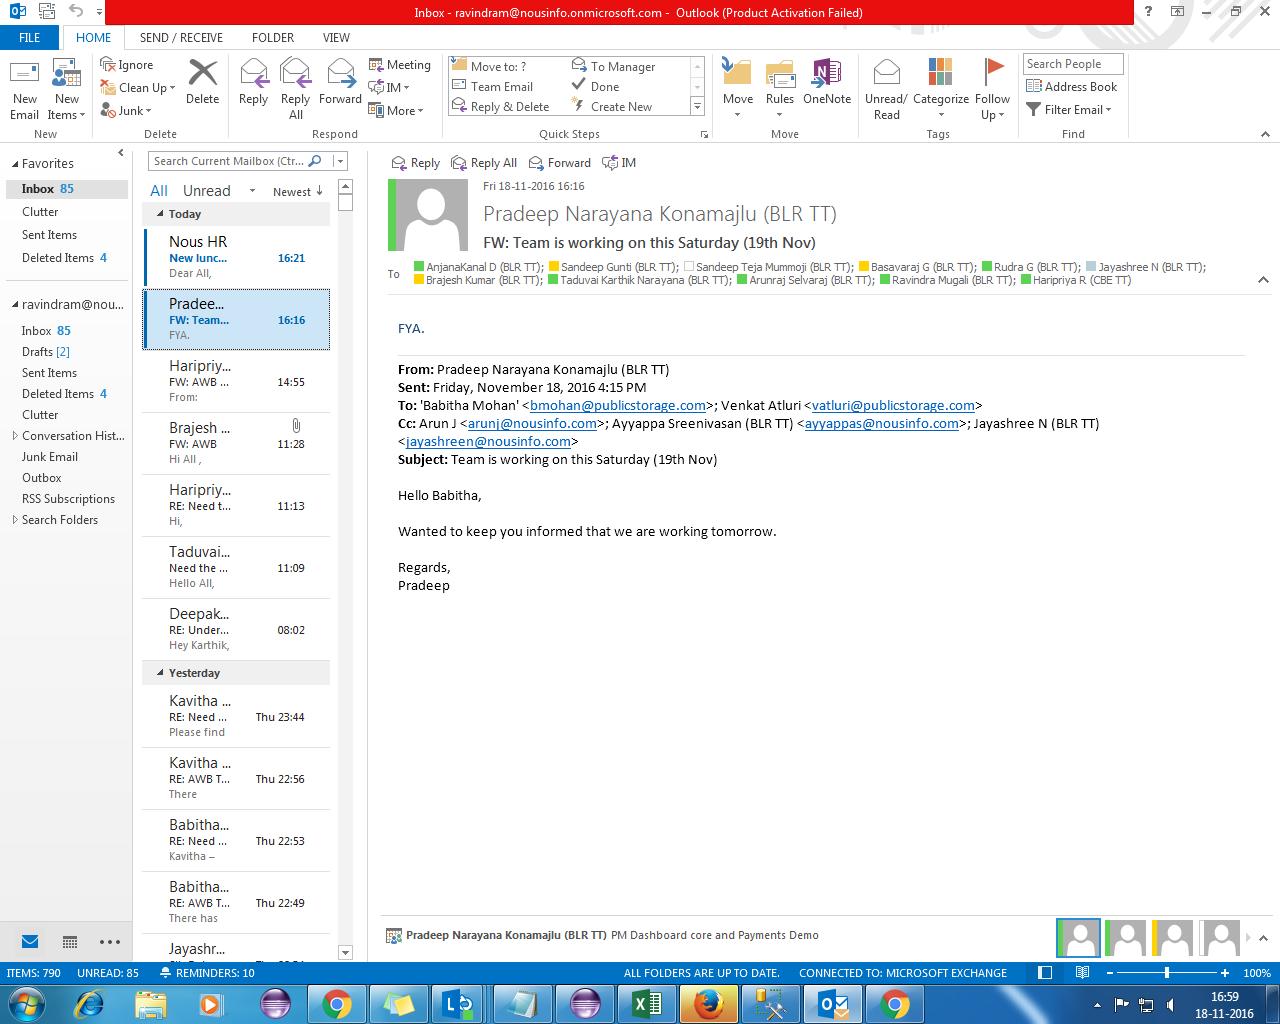 Inbox - ravindram@nousinfo.onmicrosoft.com - Outlook (Product Activation Failed)
FILE HOME SEND / RECEIVE FOLDER VIEW
New Email
New Items
New
Ignore
Clean Up
Junk
Delete
Delete
Reply
Reply All
Forward
Meeting
IM
More
Respond
Move to: ?
Team Email
Reply & Delete
To Manager
Done
Create New
Quick Steps
Move
Rules
OneNote
Move
Unread/ Read
Categorize
Follow Up
Tags
Search People
Address Book
Filter Email
Find
Favorites
Inbox 85
Clutter
Sent Items
Deleted Items 4
ravindram@nou...
Inbox 85
Drafts [2]
Sent Items
Deleted Items 4
Clutter
Conversation Hist...
Junk Email
Outbox
RSS Subscriptions
Search Folders
Search Current Mailbox (Ctr...
All Unread Newest
Today
Nous HR
New lunc... 16:21
Dear All,
Pradee...
FW: Team... 16:16
FYA.
Haripriy...
FW: AWB ... 14:55
From:
Brajesh ...
FW: AWB 11:28
Hi All ,
Haripriy...
RE: Need t... 11:13
Hi,
Taduvai...
Need the ... 11:09
Hello All,
Deepak...
RE: Under... 08:02
Hey Karthik,
Yesterday
Kavitha ...
RE: Need ... Thu 23:44
Please find
Kavitha ...
RE: AWB T... Thu 22:56
There
Babitha...
RE: Need ... Thu 22:53
Kavitha –
Babitha...
RE: AWB T... Thu 22:49
There has
Jayashr...
Reply Reply All Forward IM
Fri 18-11-2016 16:16
Pradeep Narayana Konamajlu (BLR TT)
FW: Team is working on this Saturday (19th Nov)
To AnjanaKanal D (BLR TT); Sandeep Gunti (BLR TT); Sandeep Teja Mummoji (BLR TT); Basavaraj G (BLR TT); Rudra G (BLR TT); Jayashree N (BLR TT);
Brajesh Kumar (BLR TT); Taduvai Karthik Narayana (BLR TT); Arunraj Selvaraj (BLR TT); Ravindra Mugali (BLR TT); Haripriya R (CBE TT)
FYA.
From: Pradeep Narayana Konamajlu (BLR TT)
Sent: Friday, November 18, 2016 4:15 PM
To: 'Babitha Mohan' <bmohan@publicstorage.com>; Venkat Atluri <vatluri@publicstorage.com>
Cc: Arun J <arunj@nousinfo.com>; Ayyappa Sreenivasan (BLR TT) <ayyappas@nousinfo.com>; Jayashree N (BLR TT)
<jayashreen@nousinfo.com>
Subject: Team is working on this Saturday (19th Nov)
Hello Babitha,
Wanted to keep you informed that we are working tomorrow.
Regards,
Pradeep
Pradeep Narayana Konamajlu (BLR TT) PM Dashboard core and Payments Demo
ITEMS: 790 UNREAD: 85 REMINDERS: 10 ALL FOLDERS ARE UP TO DATE. CONNECTED TO: MICROSOFT EXCHANGE 100%
16:59
18-11-2016